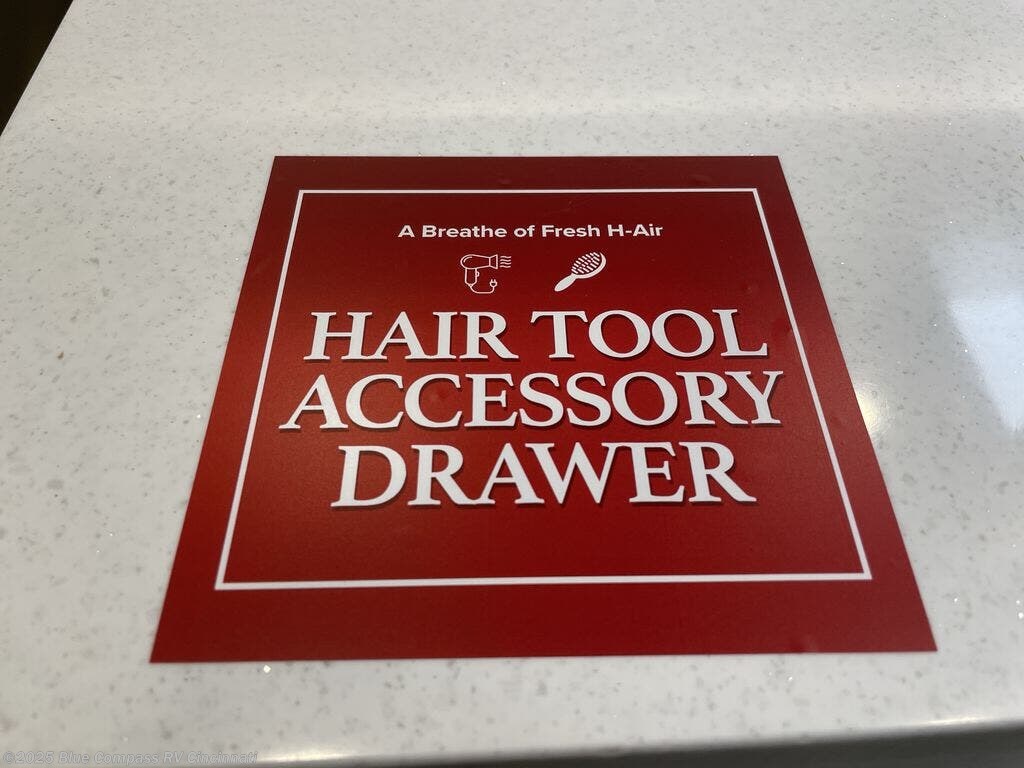 A Breathe of Fresh H-Air
HAIR TOOL
ACCESSORY
DRAWER
©2025 Blue Compass RV Cincinnati